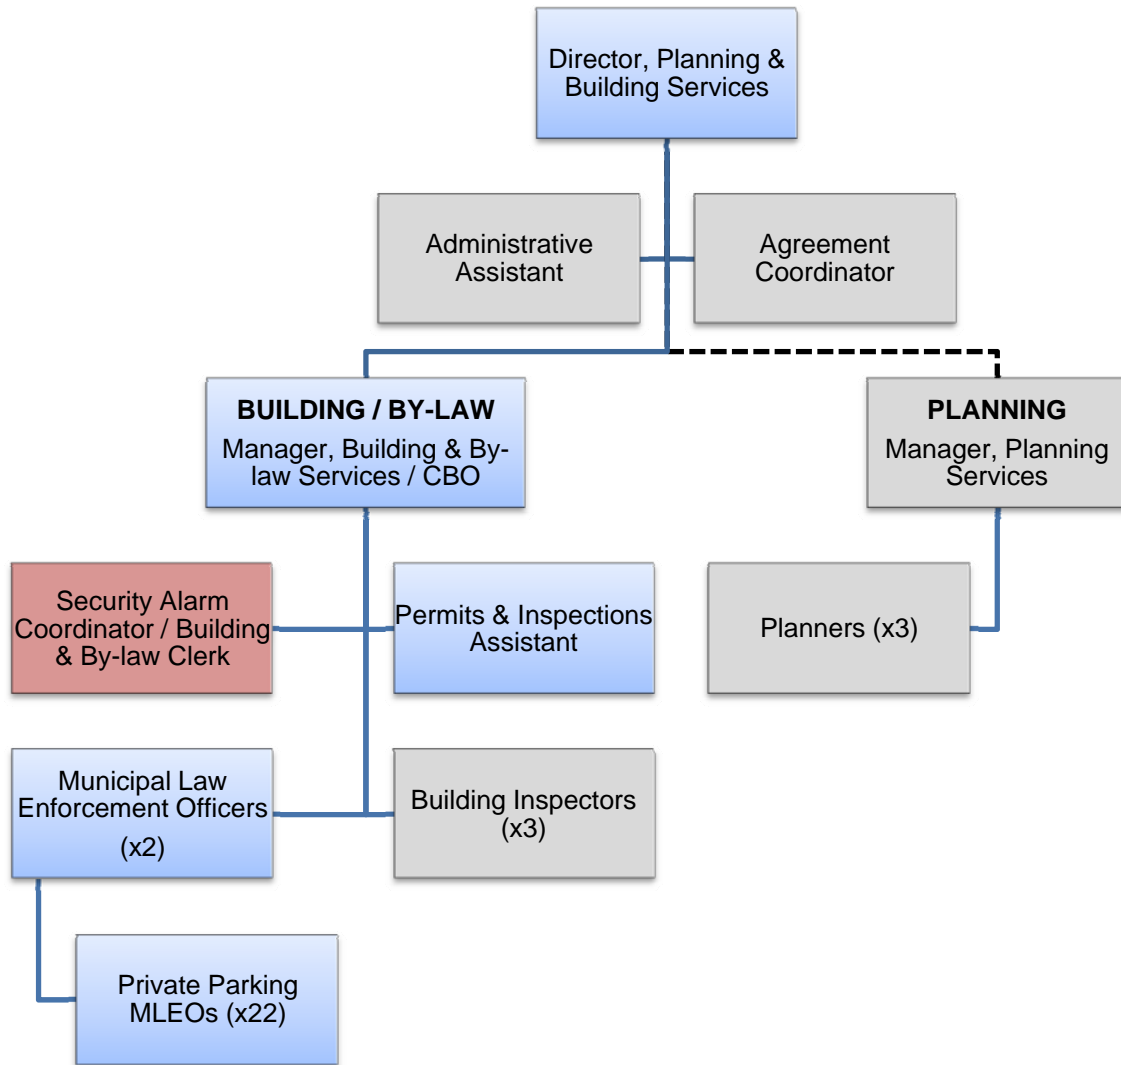 Director, Planning &
Building Services
Administrative
Assistant
Agreement
Coordinator
BUILDING / BY-LAW
Manager, Building & By-
law Services / CBO
PLANNING
Manager, Planning
Services
Security Alarm
Coordinator / Building
& By-law Clerk
Permits & Inspections
Assistant
Planners (x3)
Municipal Law
Enforcement Officers
(x2)
Building Inspectors
(x3)
Private Parking
MLEOs (x22)